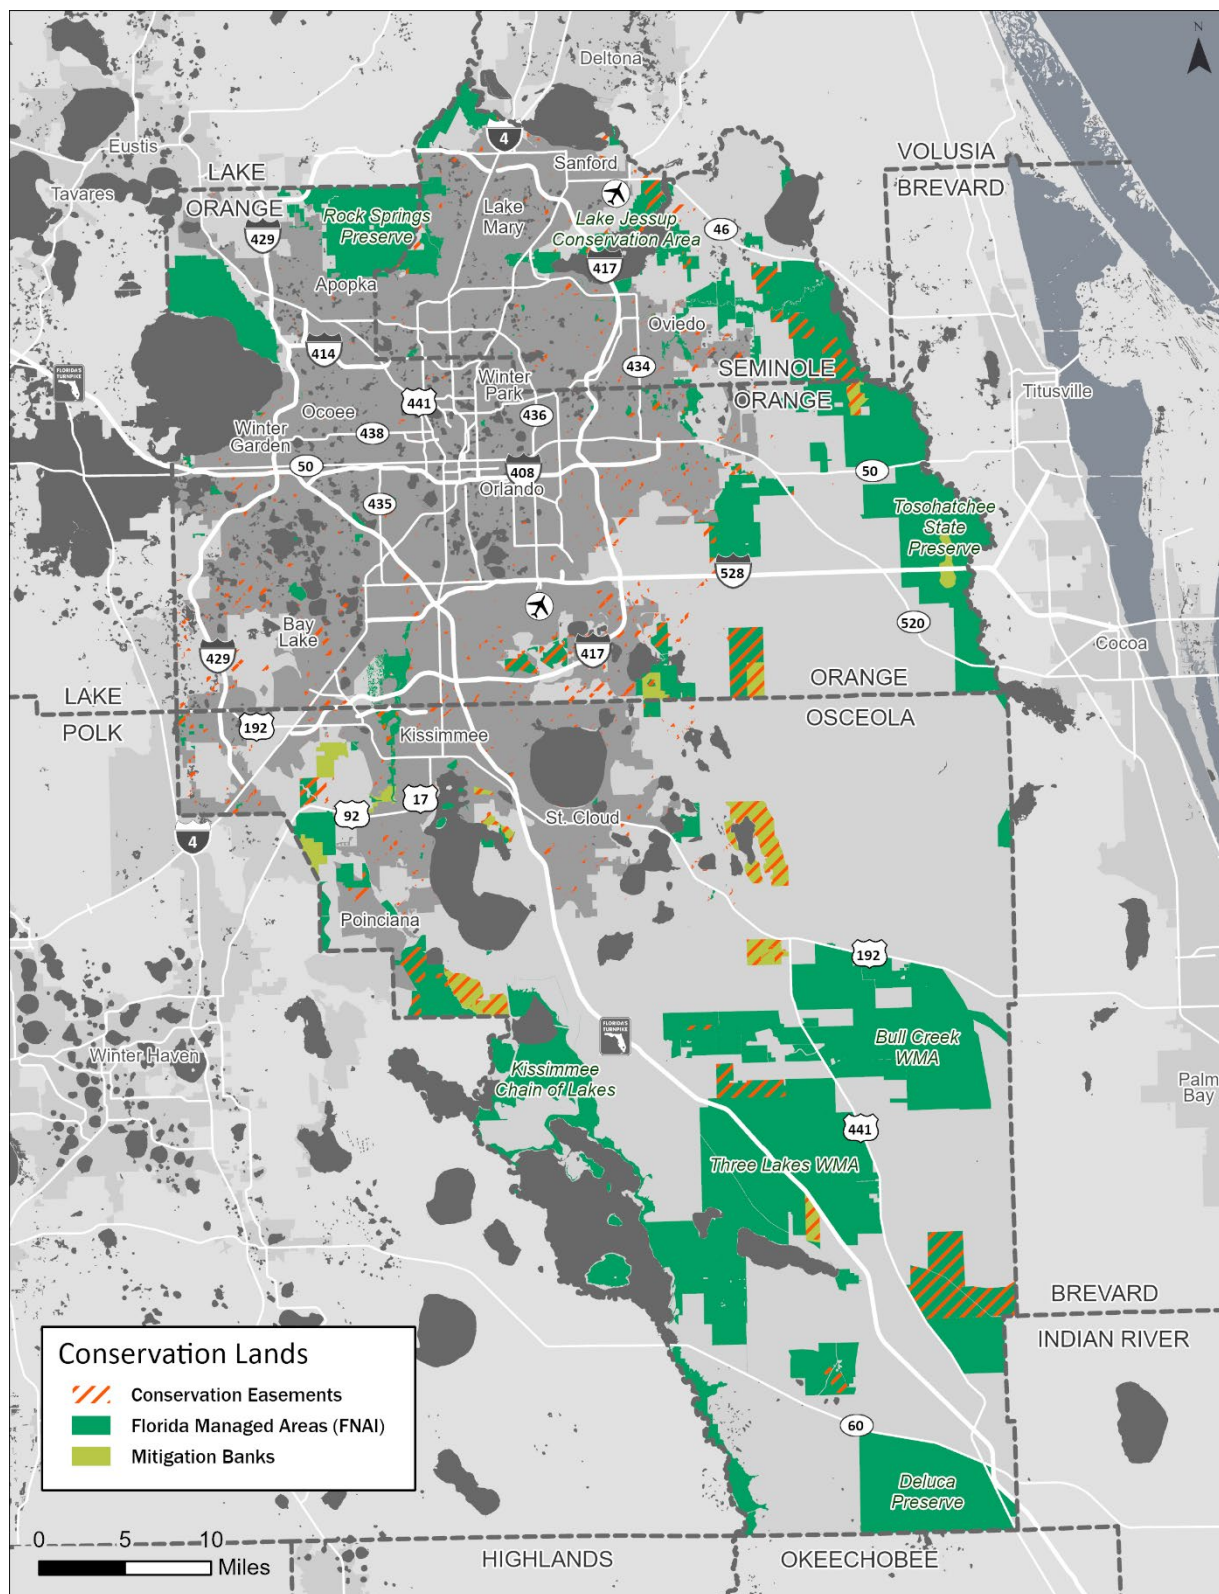 N
Deltona
4
Eustis
Sanford
VOLUSIA
LAKE
BREVARD
Tavares
ORANGE
Rock Springs
Preserve
Lake
Mary
Lake Jessup
Conservation Area
46
429
417
Apopka
Oviedo
414
434
SEMINOLE
FLORIDA'S
TURNPIKE
Winter
Park
ORANGE
Titusville
441
Ocoee
436
Winter
Garden
438
50
408
50
Orlando
435
Tosohatchee
State
Preserve
528
Bay
Lake
520
429
417
Cocoa
LAKE
ORANGE
POLK
192
Kissimmee
OSCEOLA
17
92
St. Cloud
4
Poinciana
192
FLORIDA'S
TURNPIKE
Bull Creek
WMA
Winter Haven
Kissimmee
Chain of Lakes
Palm
Bay
441
Three Lakes WMA
BREVARD
INDIAN RIVER
Conservation Lands
Conservation Easements
Florida Managed Areas (FNAI)
Mitigation Banks
60
Deluca
Preserve
0 5 10
Miles
HIGHLANDS
OKEECHOBEE